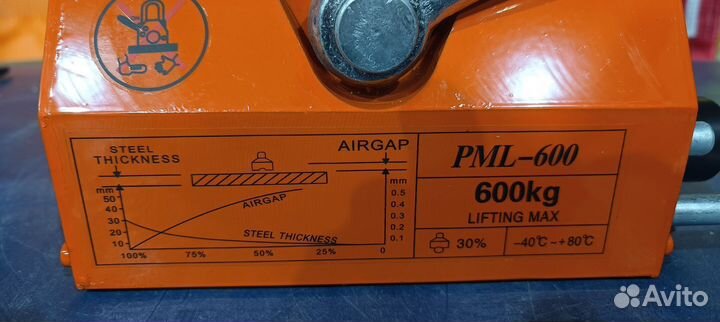 STEEL
THICKNESS
AIRGAP
mm
50
40
30
20
10
AIRGAP
STEEL THICKNESS
mm
0.5
0.4
0.3
0.2
0.1
100% 75% 50% 25% 0
PML-600
600kg
LIFTING MAX
30% -40℃~+80℃
Avito